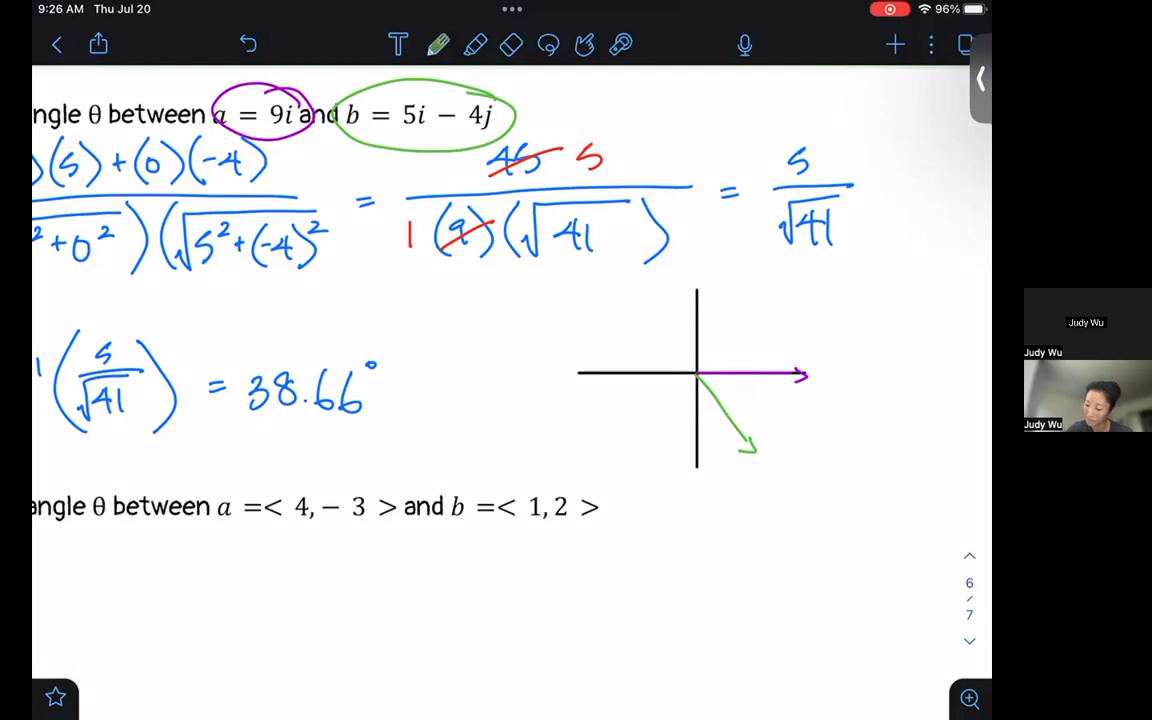 9:26 AM Thu Jul 20
96%
T
ngle θ between a = 9i and b = 5i − 4j
)(5) + (0)(-4)
² + 0² ) (√5² + (-4)²
=
45 5
1 (9) (√41 )
=
5
√41
1 ( 5 / √41 ) = 38.66°
angle θ between a =< 4, − 3 > and b =< 1, 2 >
6
/
7
Judy Wu
Judy Wu
Judy Wu